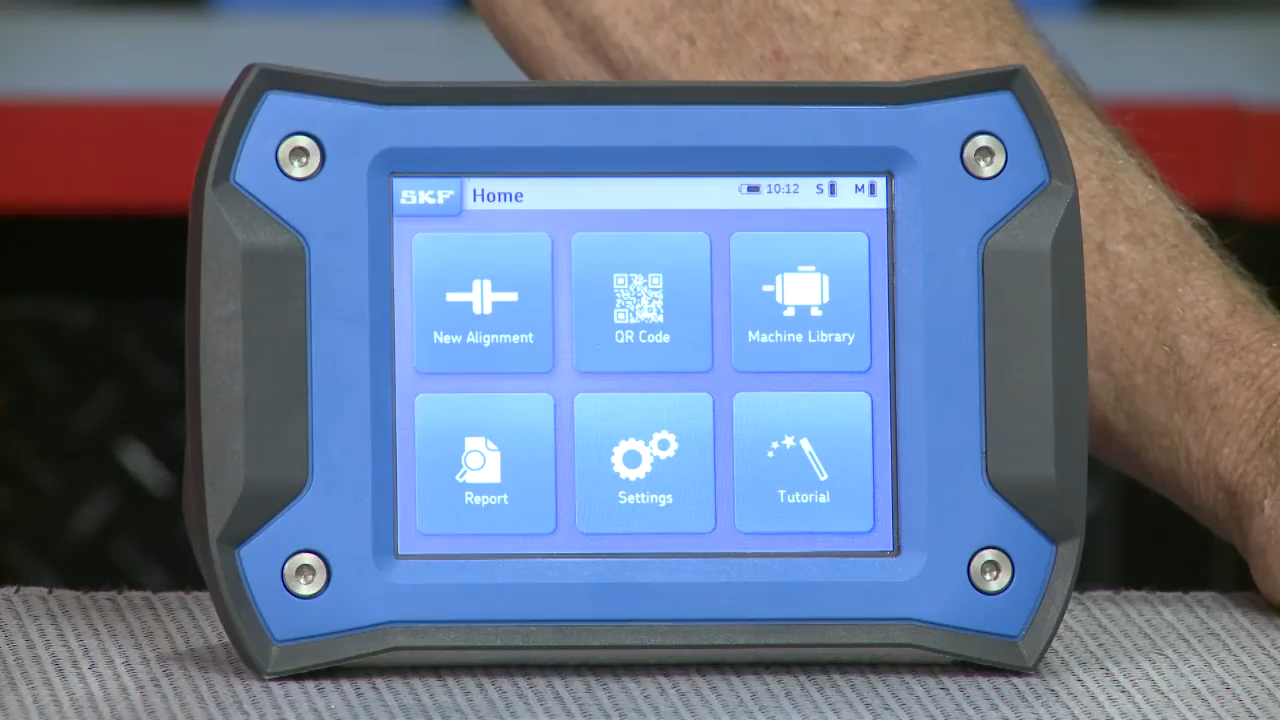 SKF Home 10:12 S M
New Alignment QR Code Machine Library
Report Settings Tutorial